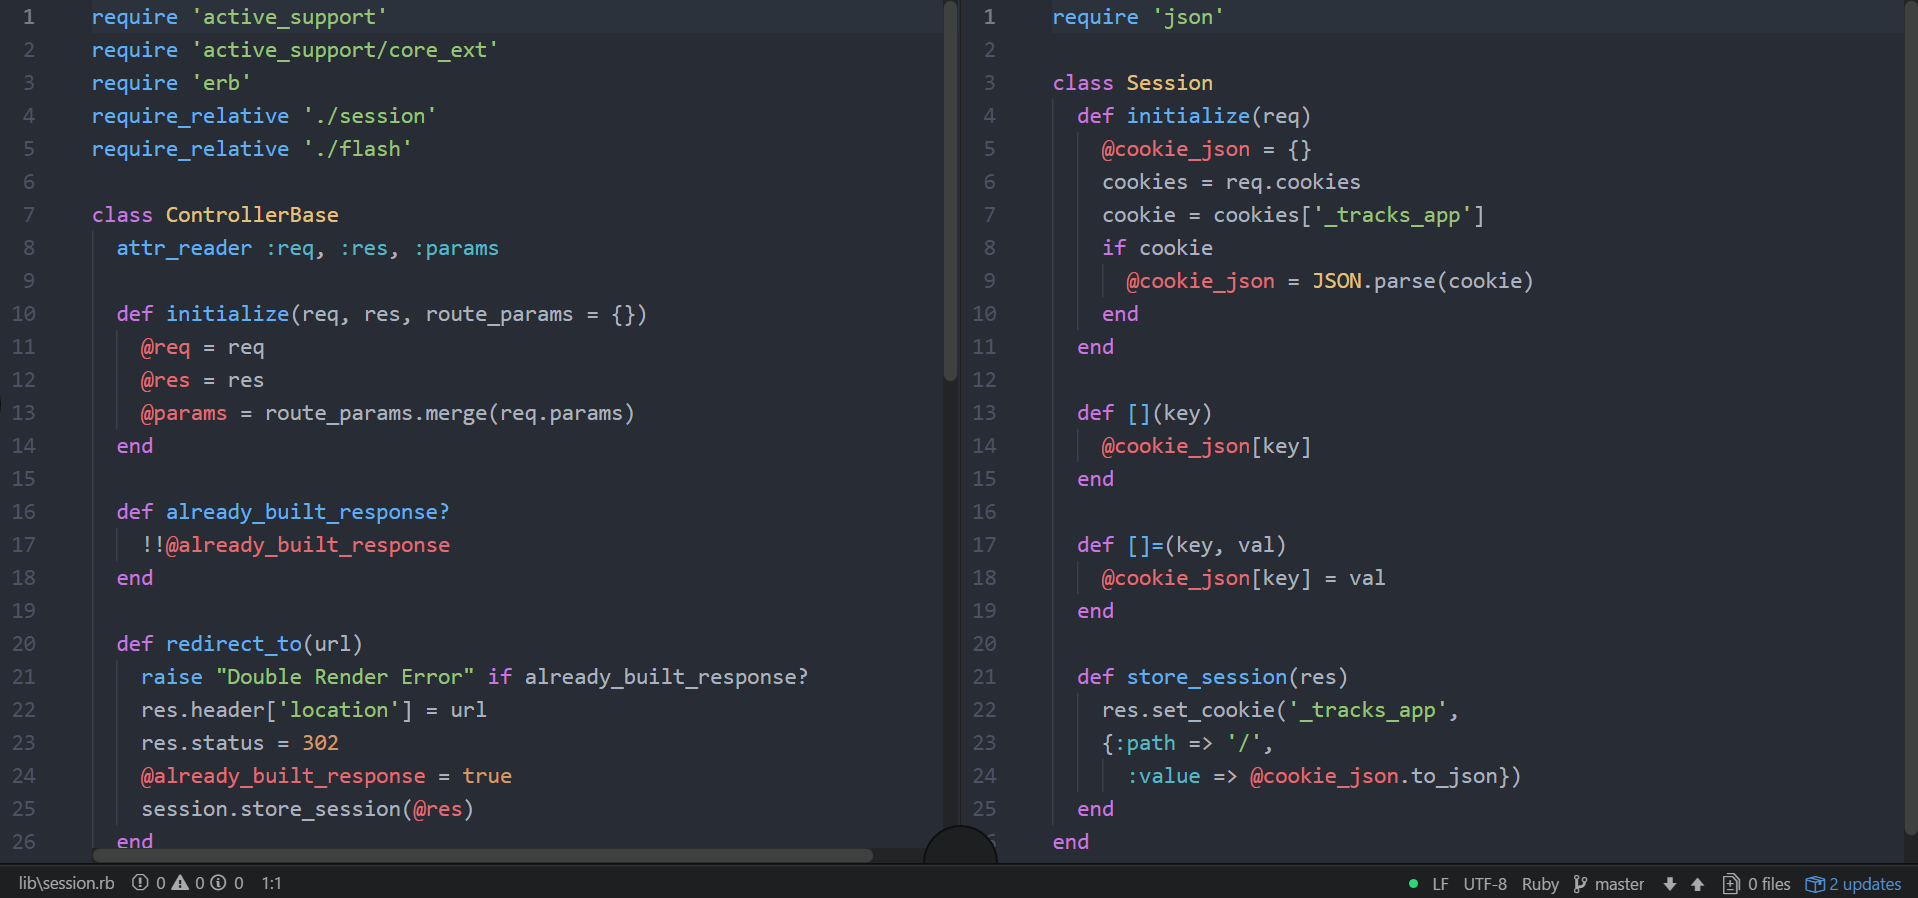 1 require 'active_support'
2 require 'active_support/core_ext'
3 require 'erb'
4 require_relative './session'
5 require_relative './flash'
6
7 class ControllerBase
8 attr_reader :req, :res, :params
9
10 def initialize(req, res, route_params = {})
11 @req = req
12 @res = res
13 @params = route_params.merge(req.params)
14 end
15
16 def already_built_response?
17 !!@already_built_response
18 end
19
20 def redirect_to(url)
21 raise "Double Render Error" if already_built_response?
22 res.header['location'] = url
23 res.status = 302
24 @already_built_response = true
25 session.store_session(@res)
26 end
1 require 'json'
2
3 class Session
4 def initialize(req)
5 @cookie_json = {}
6 cookies = req.cookies
7 cookie = cookies['_tracks_app']
8 if cookie
9 @cookie_json = JSON.parse(cookie)
10 end
11 end
12
13 def [](key)
14 @cookie_json[key]
15 end
16
17 def []=(key, val)
18 @cookie_json[key] = val
19 end
20
21 def store_session(res)
22 res.set_cookie('_tracks_app',
23 {:path => '/',
24 :value => @cookie_json.to_json})
25 end
end
lib\session.rb 0 0 0 1:1 LF UTF-8 Ruby master 0 files 2 updates